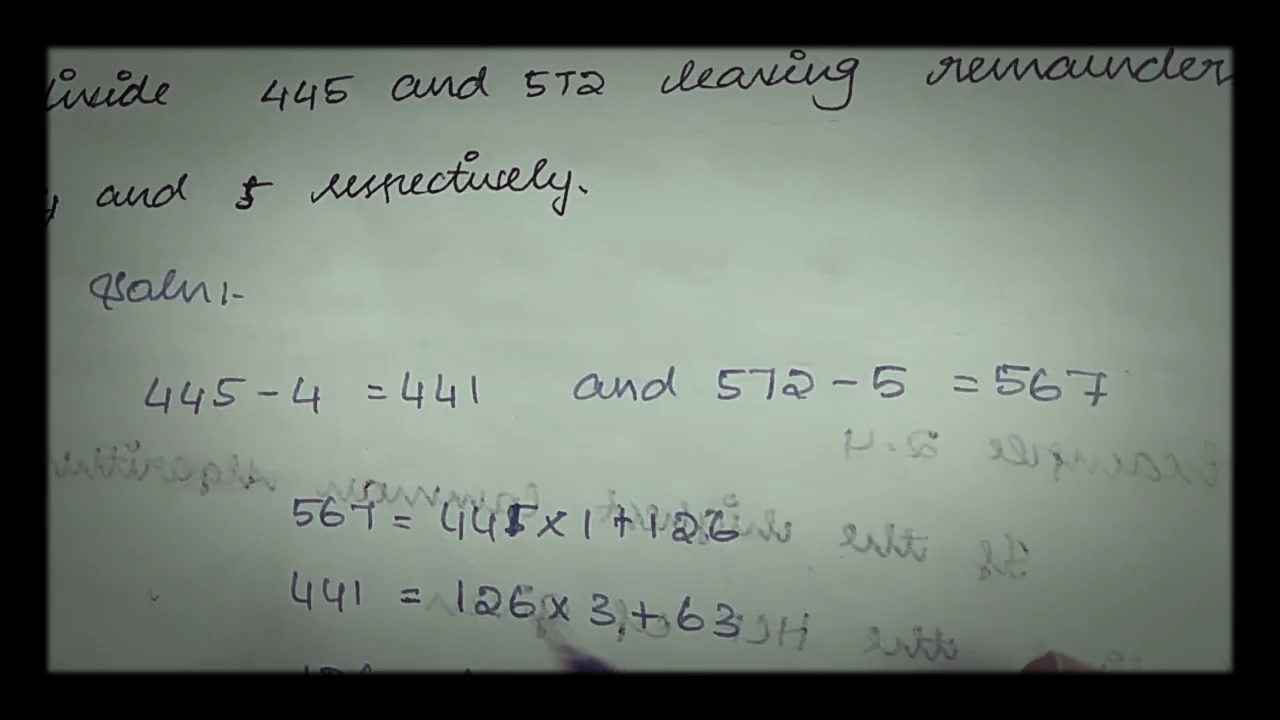 445 and 572 leaving remainder
and 5 respectively.
Soln:-
445 - 4 = 441 and 572 - 5 = 567
567 = 441 × 1 + 126
441 = 126 × 3 + 63